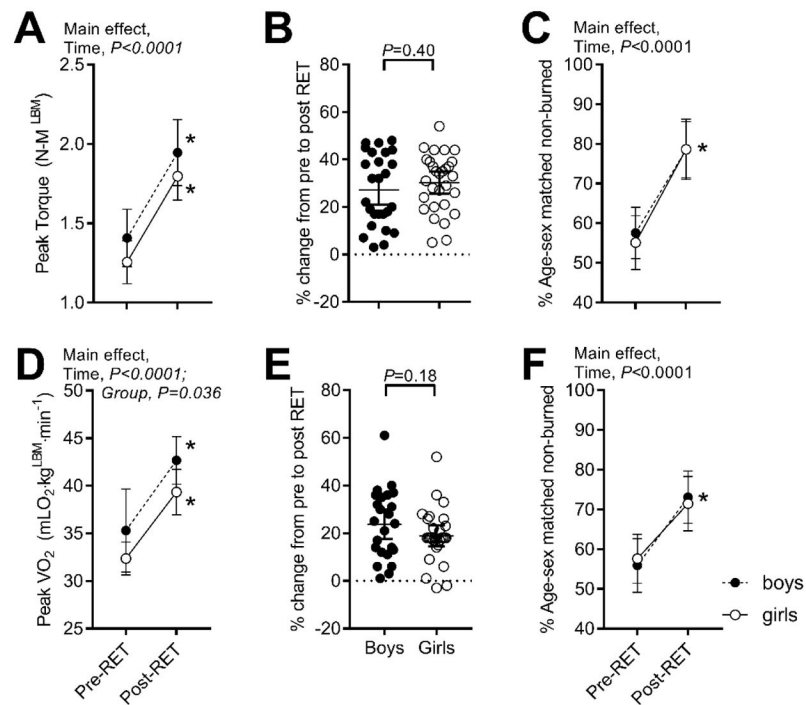 A
Main effect,
Time, P<0.0001
Peak Torque (N-M LBM)
2.5
2.0
1.5
1.0
*
*
B
P=0.40
% change from pre to post RET
80
60
40
20
0
-20
C
Main effect,
Time, P<0.0001
% Age-sex matched non-burned
100
90
80
70
60
50
40
*
D
Main effect,
Time, P<0.0001;
Group, P=0.036
Peak VO2 (mLO2·kgLBM·min-1)
50
45
40
35
30
25
*
*
Pre-RET
Post-RET
E
P=0.18
% change from pre to post RET
80
60
40
20
0
-20
Boys
Girls
F
Main effect,
Time, P<0.0001
% Age-sex matched non-burned
100
90
80
70
60
50
40
*
Pre-RET
Post-RET
boys
girls